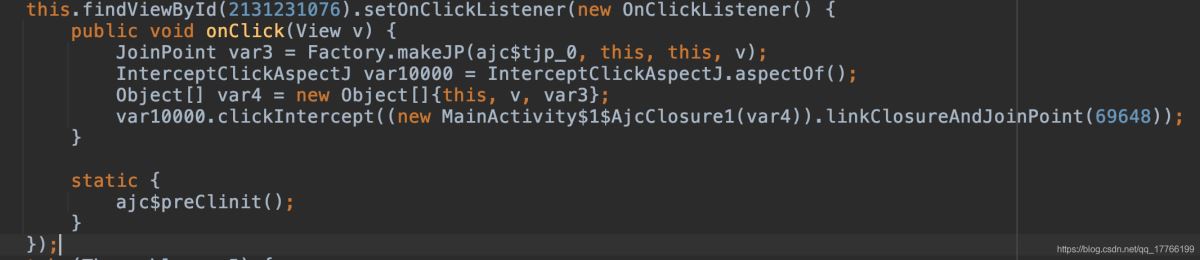 this.findViewById(2131231076).setOnClickListener(new OnClickListener() {
public void onClick(View v) {
JoinPoint var3 = Factory.makeJP(ajc$tjp_0, this, this, v);
InterceptClickAspectJ var10000 = InterceptClickAspectJ.aspectOf();
Object[] var4 = new Object[]{this, v, var3};
var10000.clickIntercept((new MainActivity$1$AjcClosure1(var4)).linkClosureAndJoinPoint(69648));
}
static {
ajc$preClinit();
}
});
https://blog.csdn.net/qq_17766199